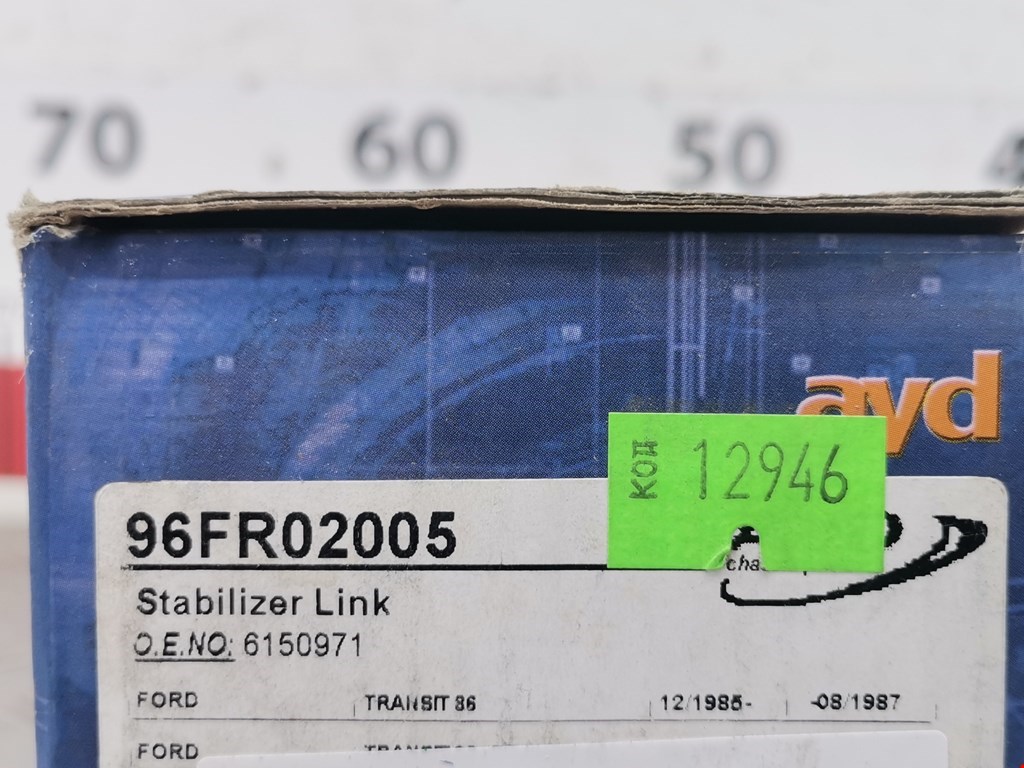 70 60 50 4
ayd
КОД 12946
96FR02005
Stabilizer Link
O.E.NO: 6150971
FORD TRANSIT 86 12/1985- -08/1987
FORD